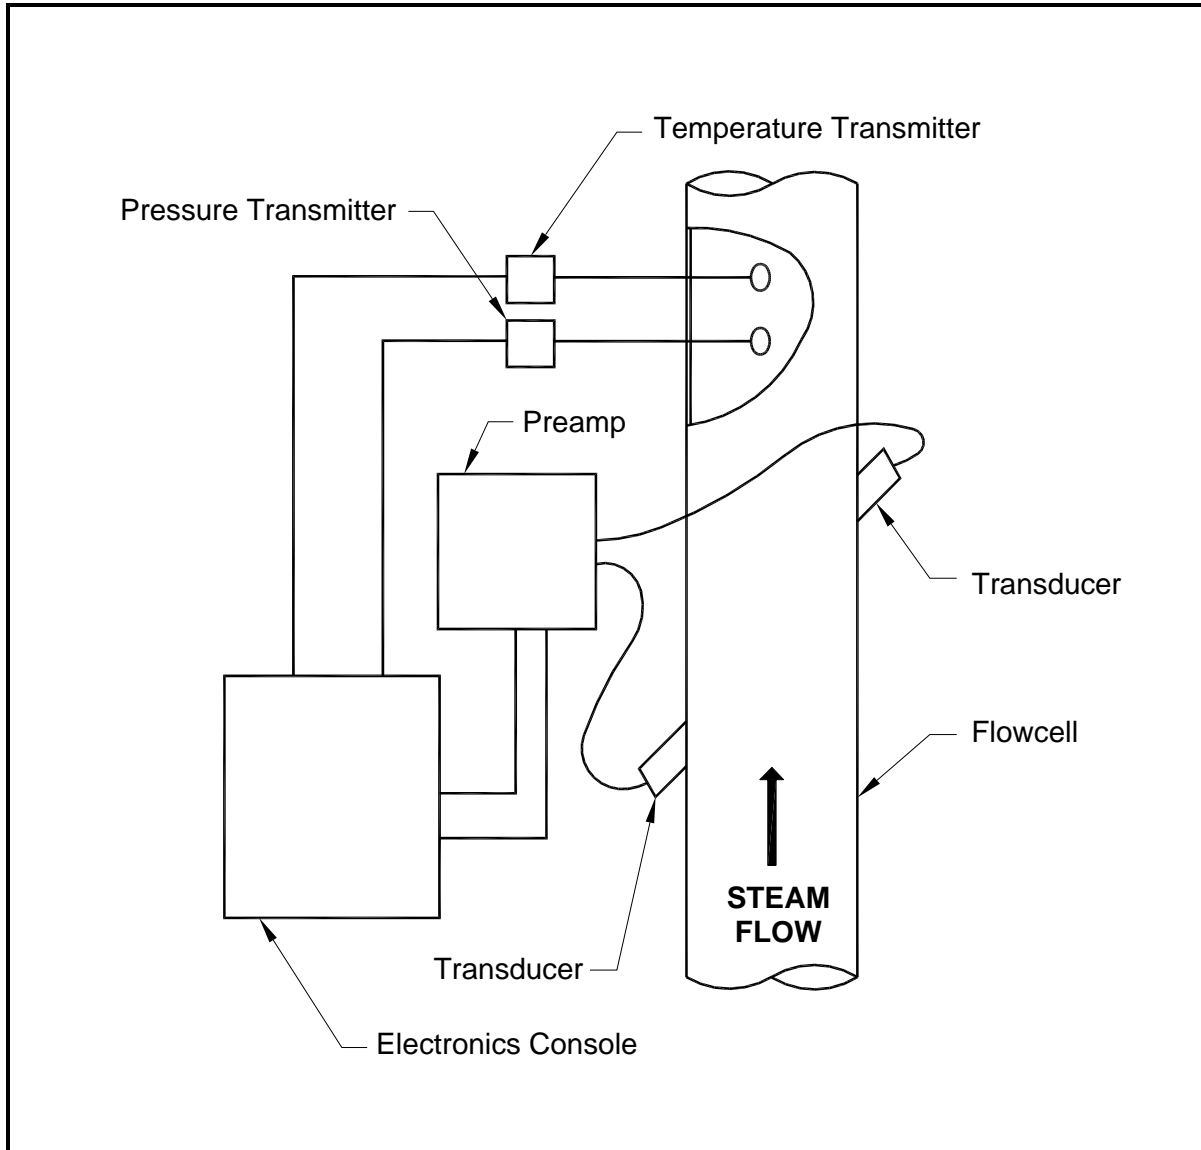 Temperature Transmitter
Pressure Transmitter
Preamp
Transducer
Flowcell
STEAM
FLOW
Transducer
Electronics Console